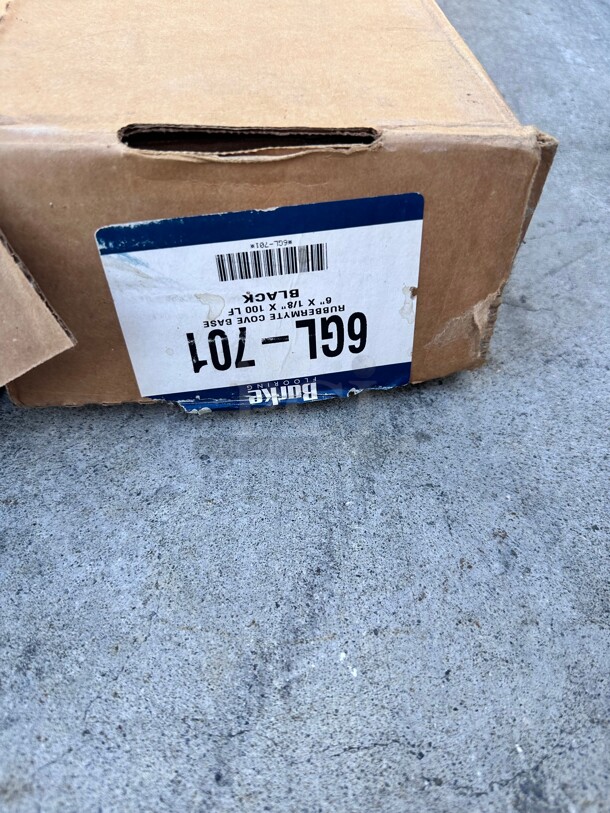 Burke
FLOORING
6GL-701
RUBBERMYTE COVE BASE
6" X 1/8" X 100 LF
BLACK
*6GL-701*